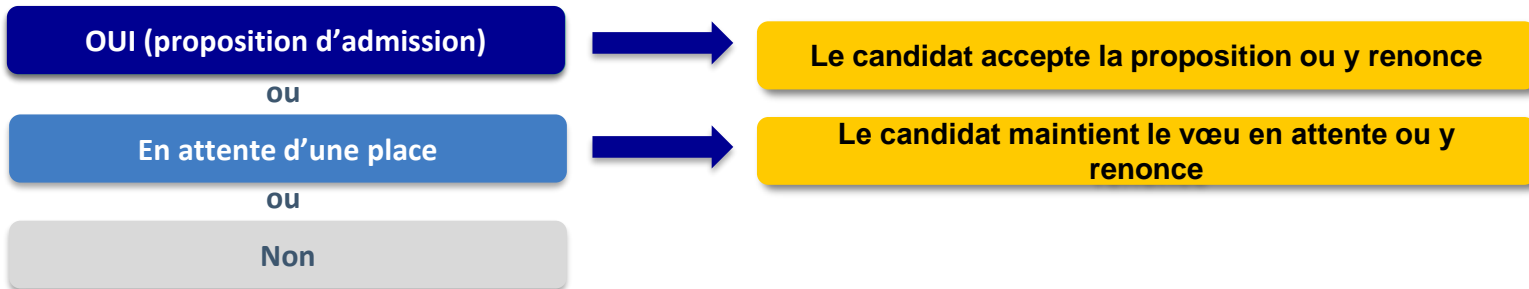 OUI (proposition d’admission)
Le candidat accepte la proposition ou y renonce
ou
En attente d’une place
Le candidat maintient le vœu en attente ou y
renonce
ou
Non